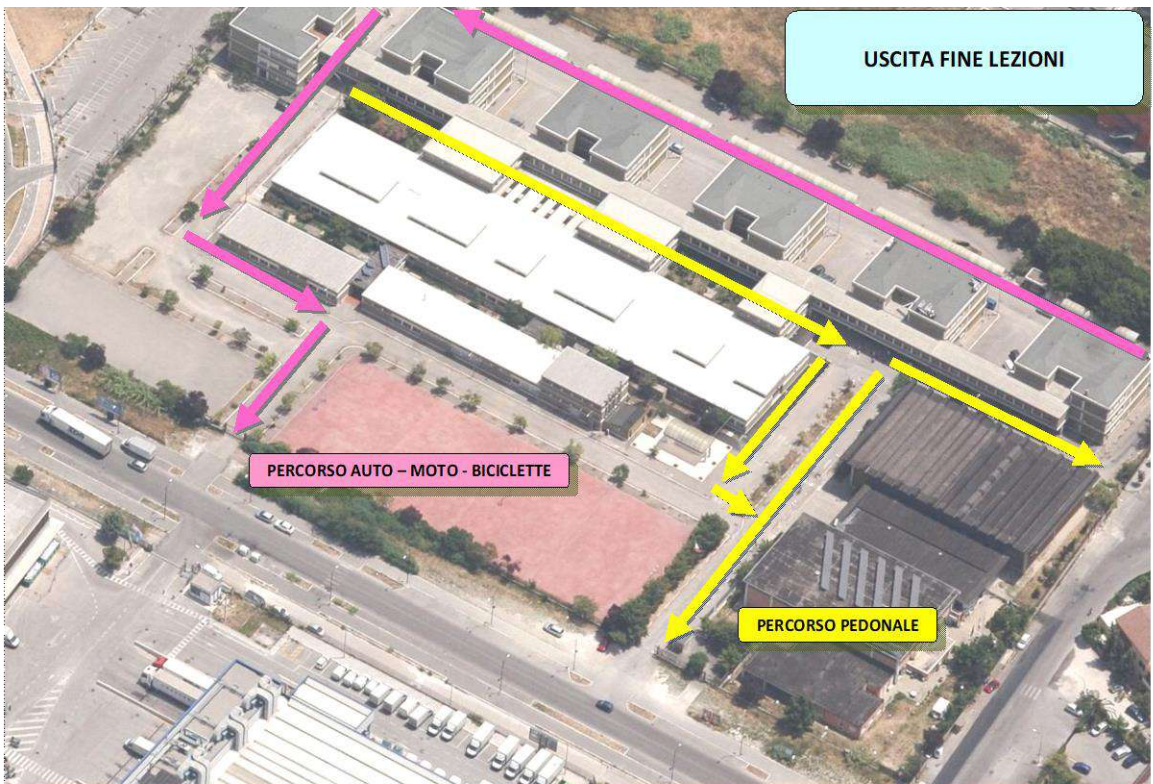 USCITA FINE LEZIONI
PERCORSO AUTO – MOTO - BICICLETTE
PERCORSO PEDONALE